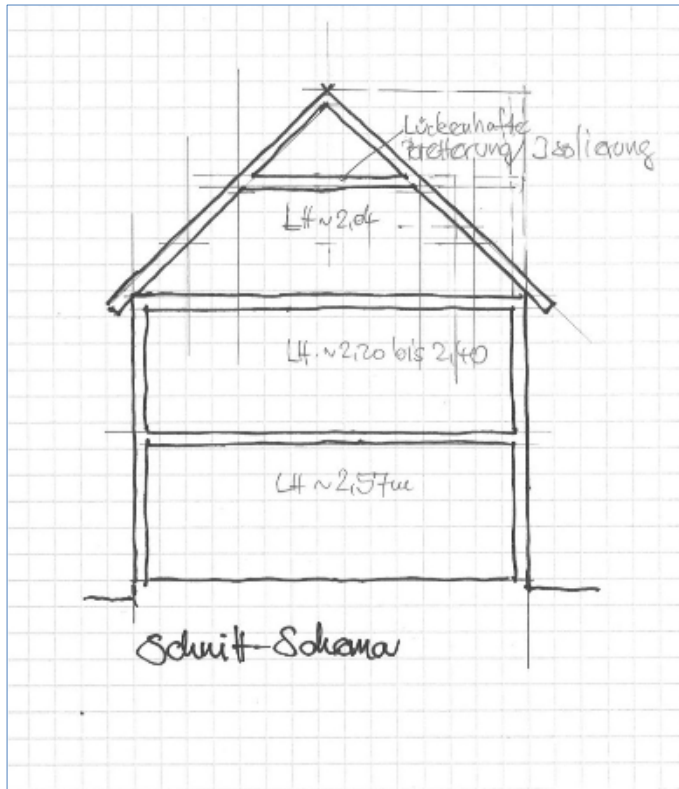 Lückenhafte
Bretterung/Isolierung
LH ~ 2,04
LH. ~ 2,20 bis 2,40
LH ~ 2,57m
Schnitt-Schema